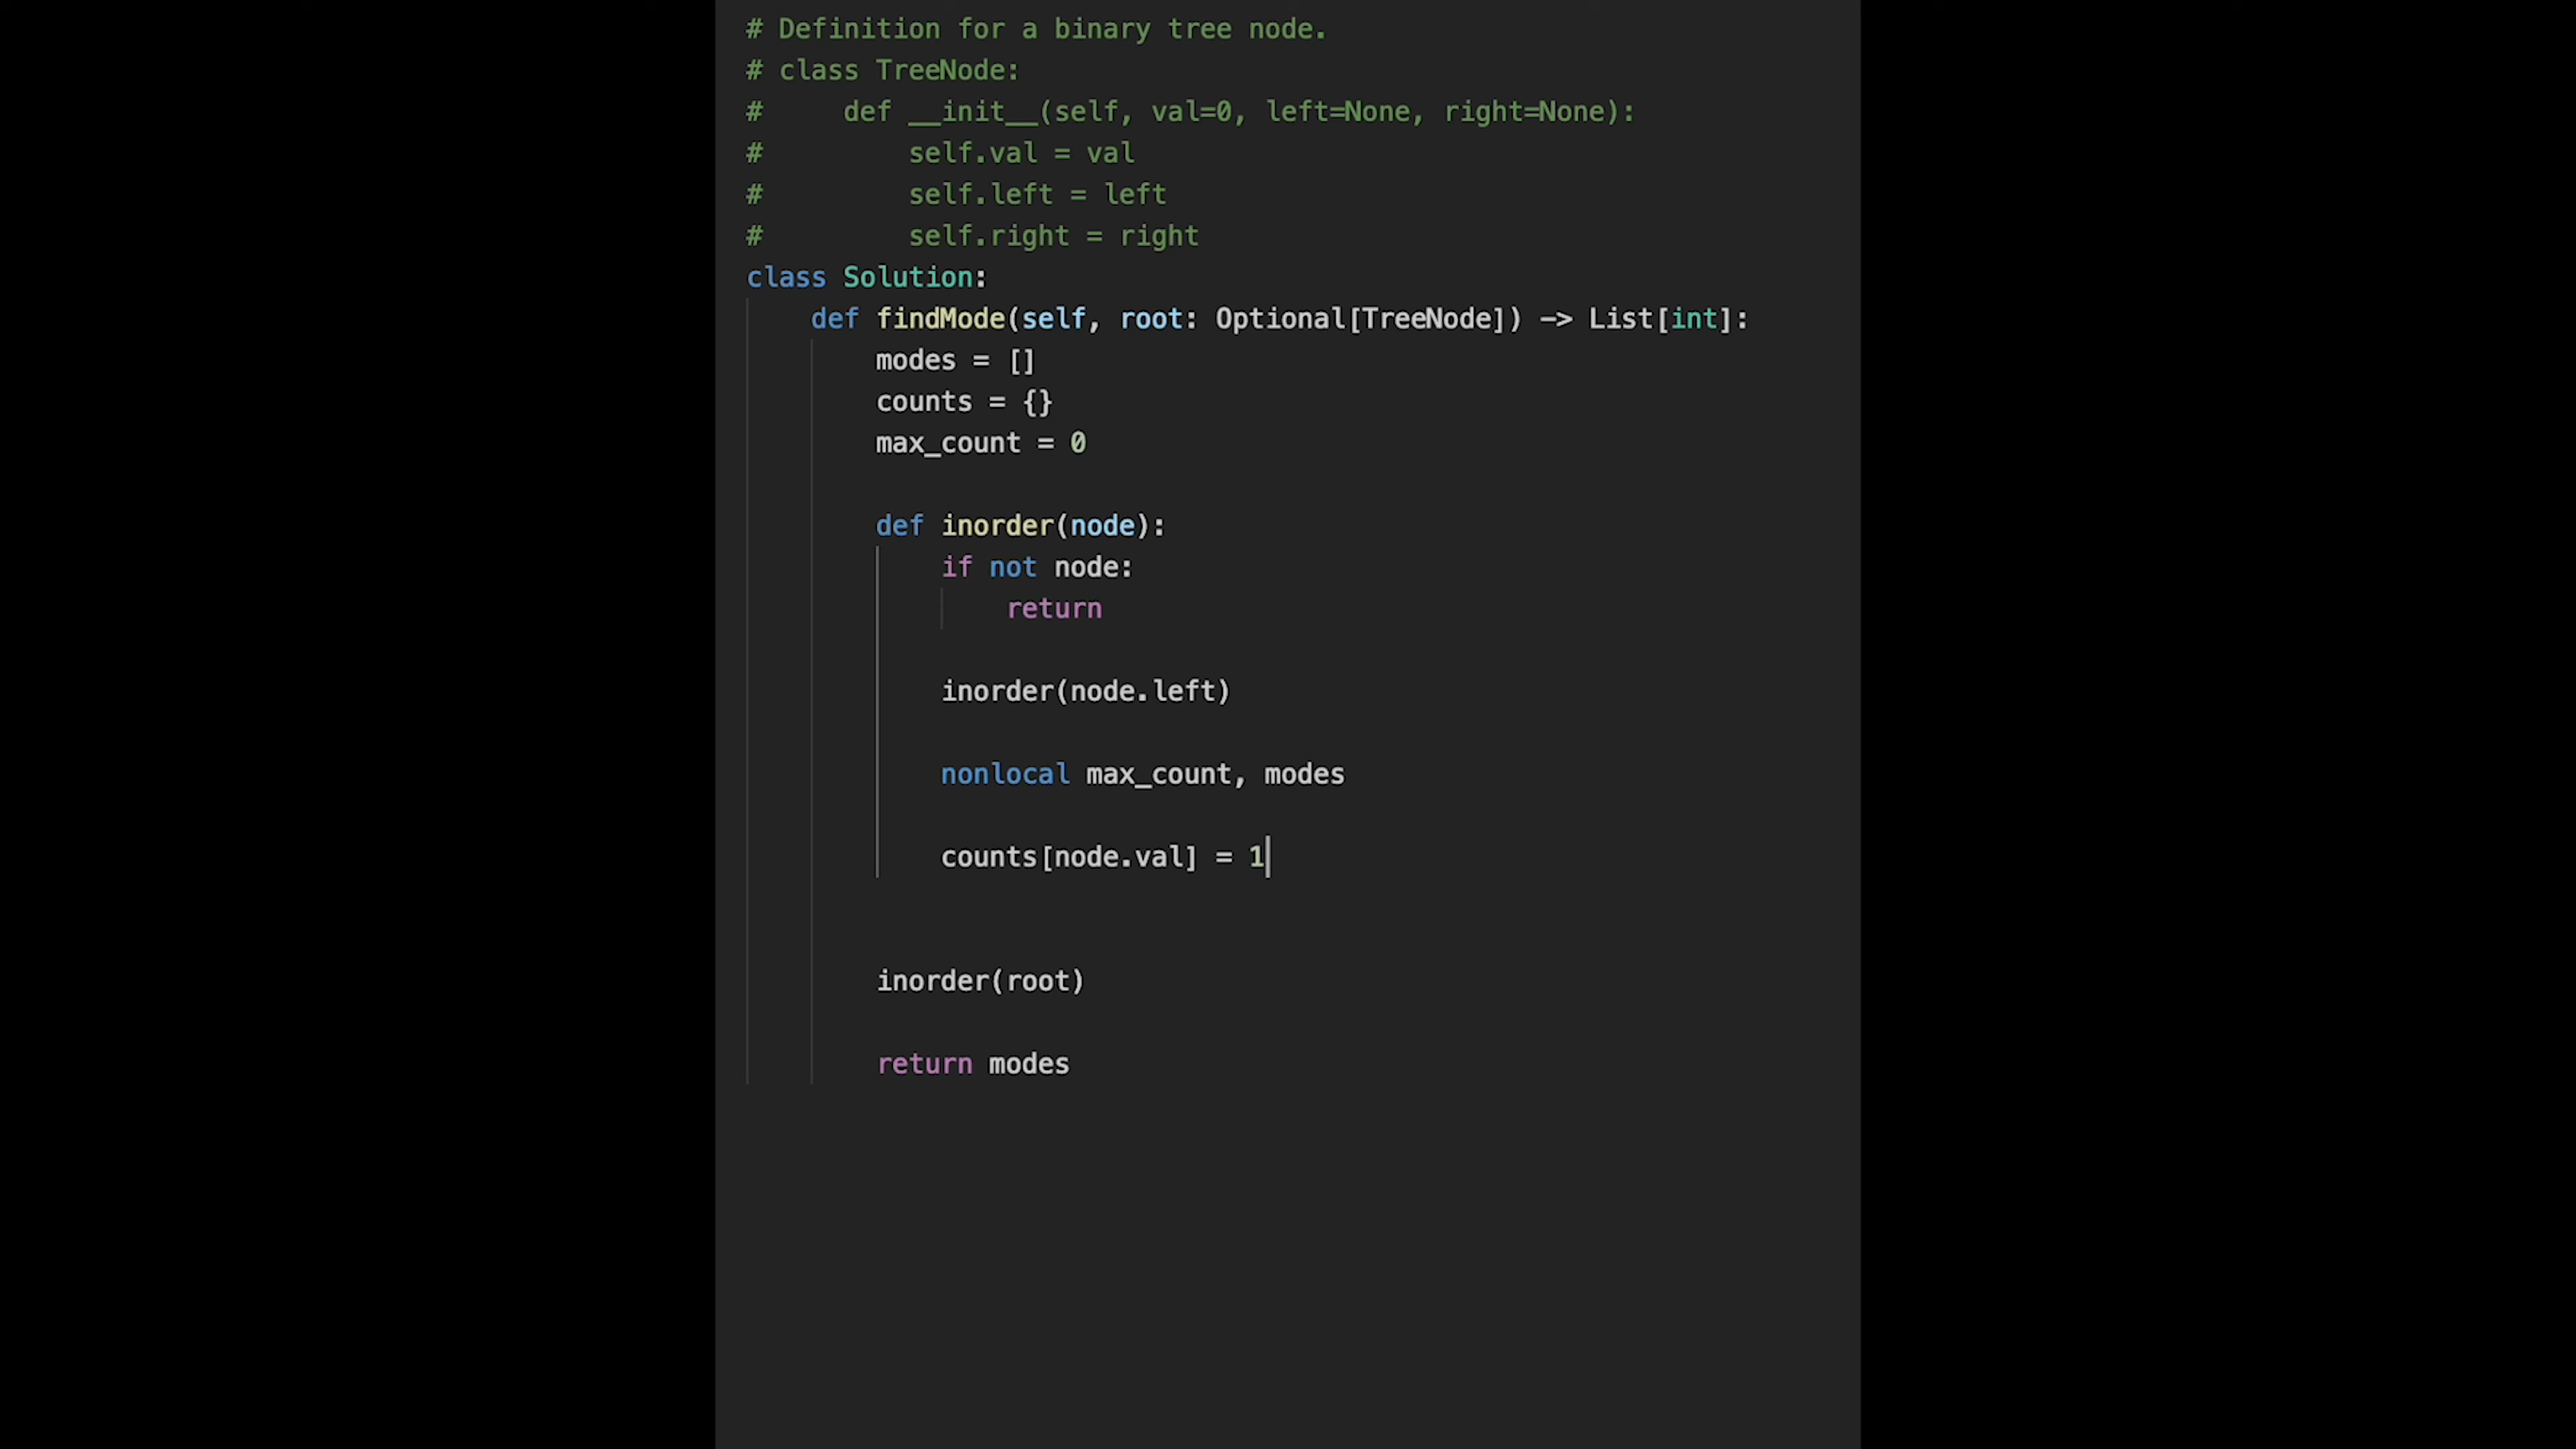 # Definition for a binary tree node.
# class TreeNode:
#     def __init__(self, val=0, left=None, right=None):
#         self.val = val
#         self.left = left
#         self.right = right
class Solution:
    def findMode(self, root: Optional[TreeNode]) -> List[int]:
        modes = []
        counts = {}
        max_count = 0
        def inorder(node):
            if not node:
                return
            inorder(node.left)
            nonlocal max_count, modes
            counts[node.val] = 1
        inorder(root)
        return modes